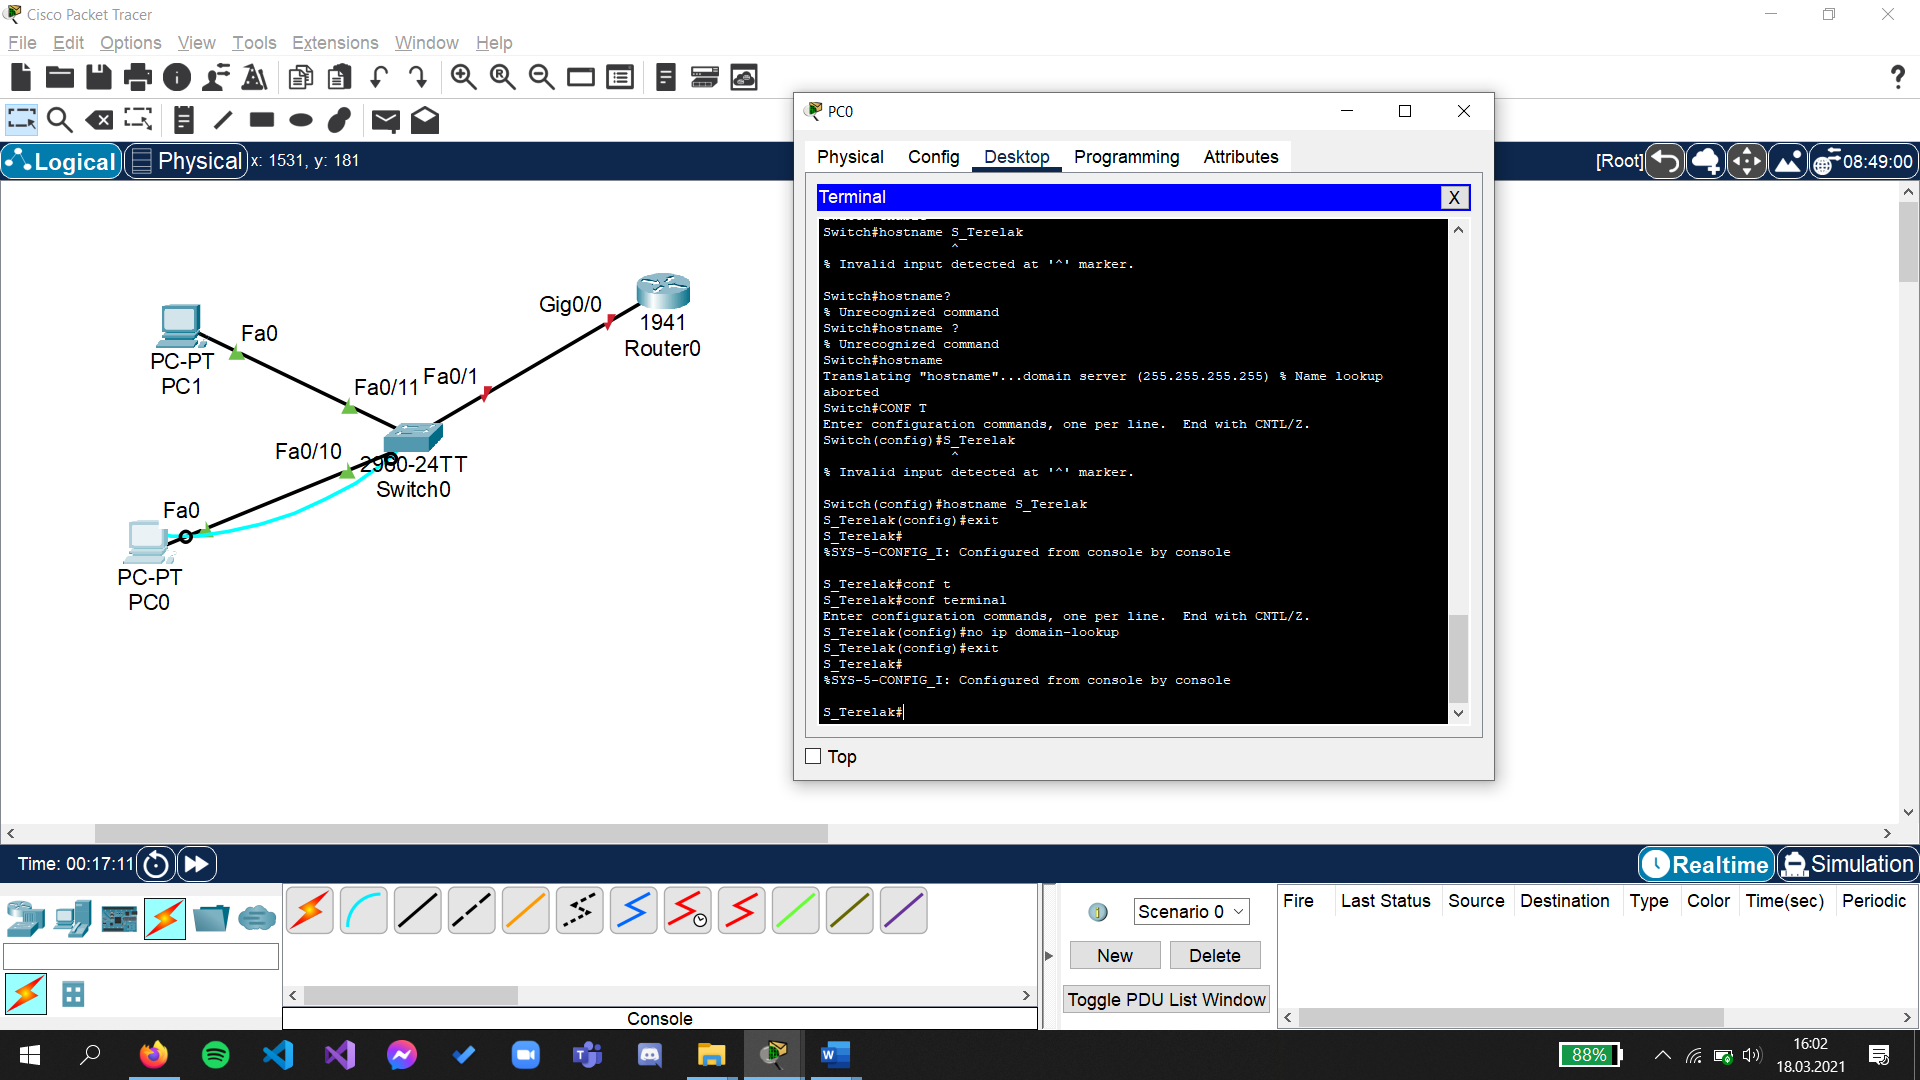 Cisco Packet Tracer
File Edit Options View Tools Extensions Window Help
Logical Physical x: 1531, y: 181
[Root] 08:49:00
Gig0/0
1941
Router0
Fa0
PC-PT
PC1
Fa0/11
Fa0/1
Fa0/10
2960-24TT
Switch0
Fa0
PC-PT
PC0
PC0
Physical Config Desktop Programming Attributes
Terminal X
Switch#hostname S_Terelak
^
% Invalid input detected at '^' marker.
Switch#hostname?
% Unrecognized command
Switch#hostname ?
% Unrecognized command
Switch#hostname
Translating "hostname"...domain server (255.255.255.255) % Name lookup
aborted
Switch#CONF T
Enter configuration commands, one per line.  End with CNTL/Z.
Switch(config)#S_Terelak
^
% Invalid input detected at '^' marker.
Switch(config)#hostname S_Terelak
S_Terelak(config)#exit
S_Terelak#
%SYS-5-CONFIG_I: Configured from console by console
S_Terelak#conf t
S_Terelak#conf terminal
Enter configuration commands, one per line.  End with CNTL/Z.
S_Terelak(config)#no ip domain-lookup
S_Terelak(config)#exit
S_Terelak#
%SYS-5-CONFIG_I: Configured from console by console
S_Terelak#
Top
Time: 00:17:11
Realtime Simulation
Scenario 0
New Delete
Toggle PDU List Window
Fire Last Status Source Destination Type Color Time(sec) Periodic
Console
88%
16:02
18.03.2021